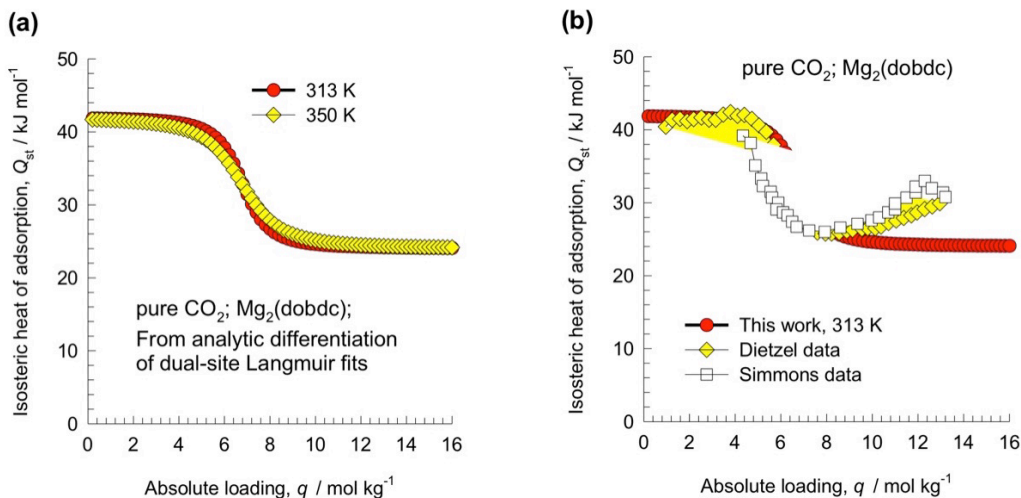 (a)
50
40
30
20
10
0
Isosteric heat of adsorption, Qst / kJ mol⁻¹
313 K
350 K
pure CO₂; Mg₂(dobdc);
From analytic differentiation
of dual-site Langmuir fits
0 2 4 6 8 10 12 14 16
Absolute loading, q / mol kg⁻¹
(b)
50
40
30
20
10
0
Isosteric heat of adsorption, Qst / kJ mol⁻¹
pure CO₂; Mg₂(dobdc)
This work, 313 K
Dietzel data
Simmons data
0 2 4 6 8 10 12 14 16
Absolute loading, q / mol kg⁻¹